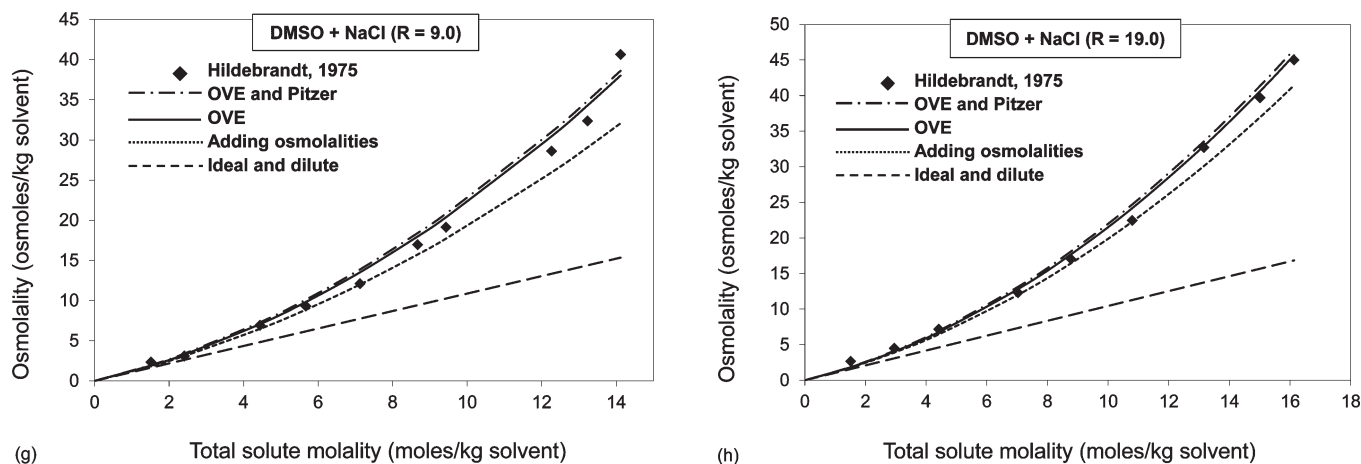 DMSO + NaCl (R = 9.0)
Hildebrandt, 1975
OVE and Pitzer
OVE
Adding osmolalities
Ideal and dilute
Osmolality (osmoles/kg solvent)
45
40
35
30
25
20
15
10
5
0
0 2 4 6 8 10 12 14
Total solute molality (moles/kg solvent)
(g)
DMSO + NaCl (R = 19.0)
Hildebrandt, 1975
OVE and Pitzer
OVE
Adding osmolalities
Ideal and dilute
Osmolality (osmoles/kg solvent)
50
45
40
35
30
25
20
15
10
5
0
0 2 4 6 8 10 12 14 16 18
Total solute molality (moles/kg solvent)
(h)